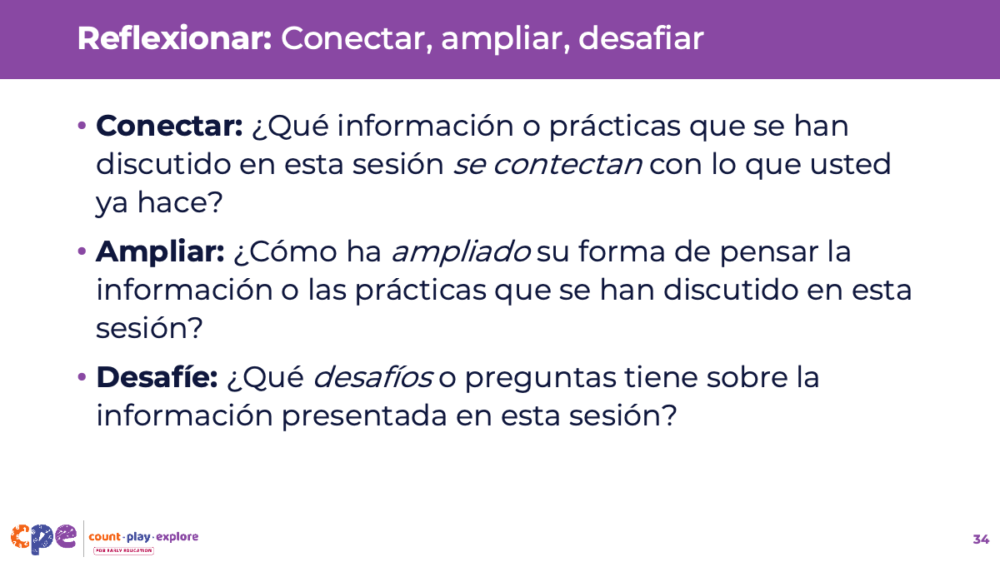 Reflexionar: Conectar, ampliar, desafiar
• Conectar: ¿Qué información o prácticas que se han
discutido en esta sesión se contectan con lo que usted
ya hace?
• Ampliar: ¿Cómo ha ampliado su forma de pensar la
información o las prácticas que se han discutido en esta
sesión?
• Desafíe: ¿Qué desafíos o preguntas tiene sobre la
información presentada en esta sesión?
cpe
count·play·explore
FOR EARLY EDUCATION
34